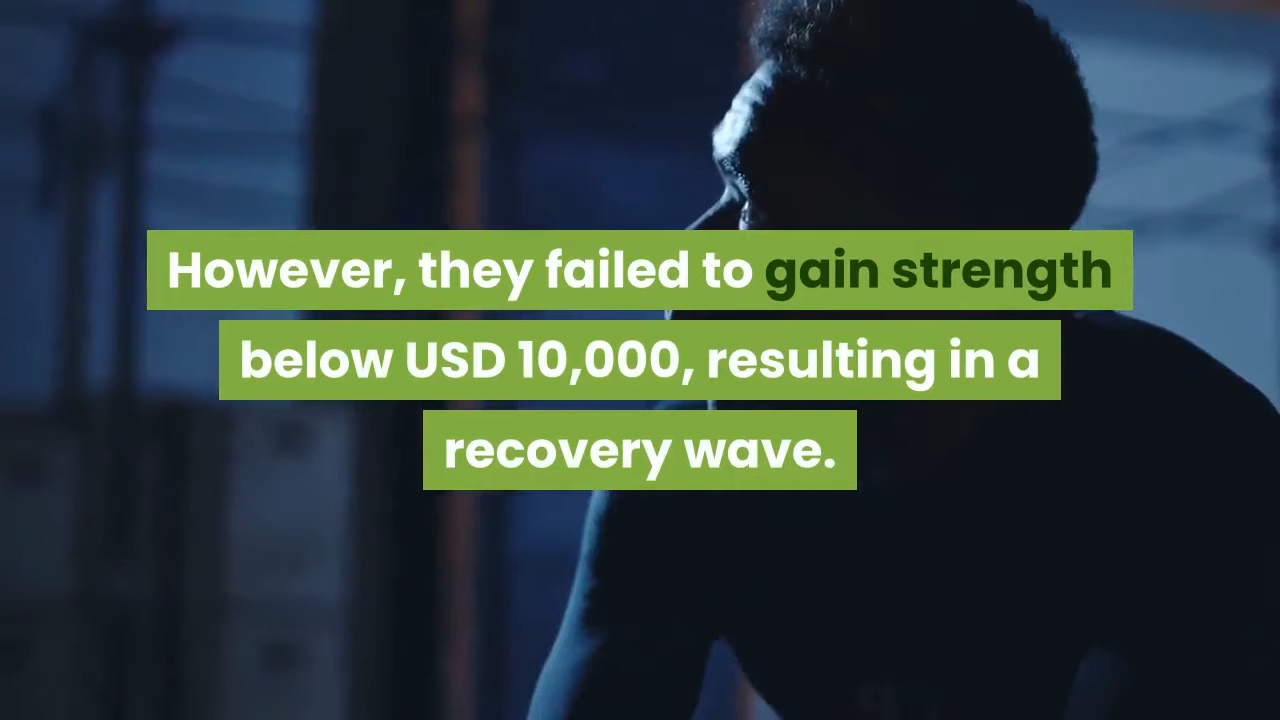 However, they failed to gain strength
below USD 10,000, resulting in a
recovery wave.